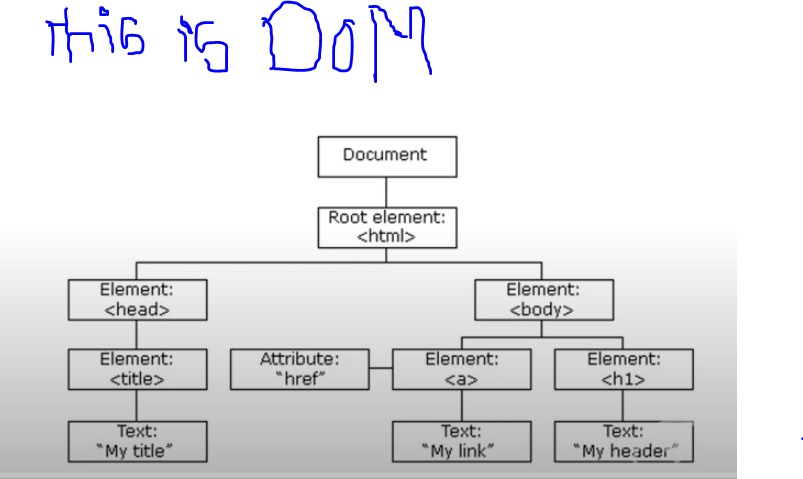 this is DOM
Document
Root element:
<html>
Element:
<head>
Element:
<body>
Element:
<title>
Attribute:
"href"
Element:
<a>
Element:
<h1>
Text:
"My title"
Text:
"My link"
Text:
"My header"